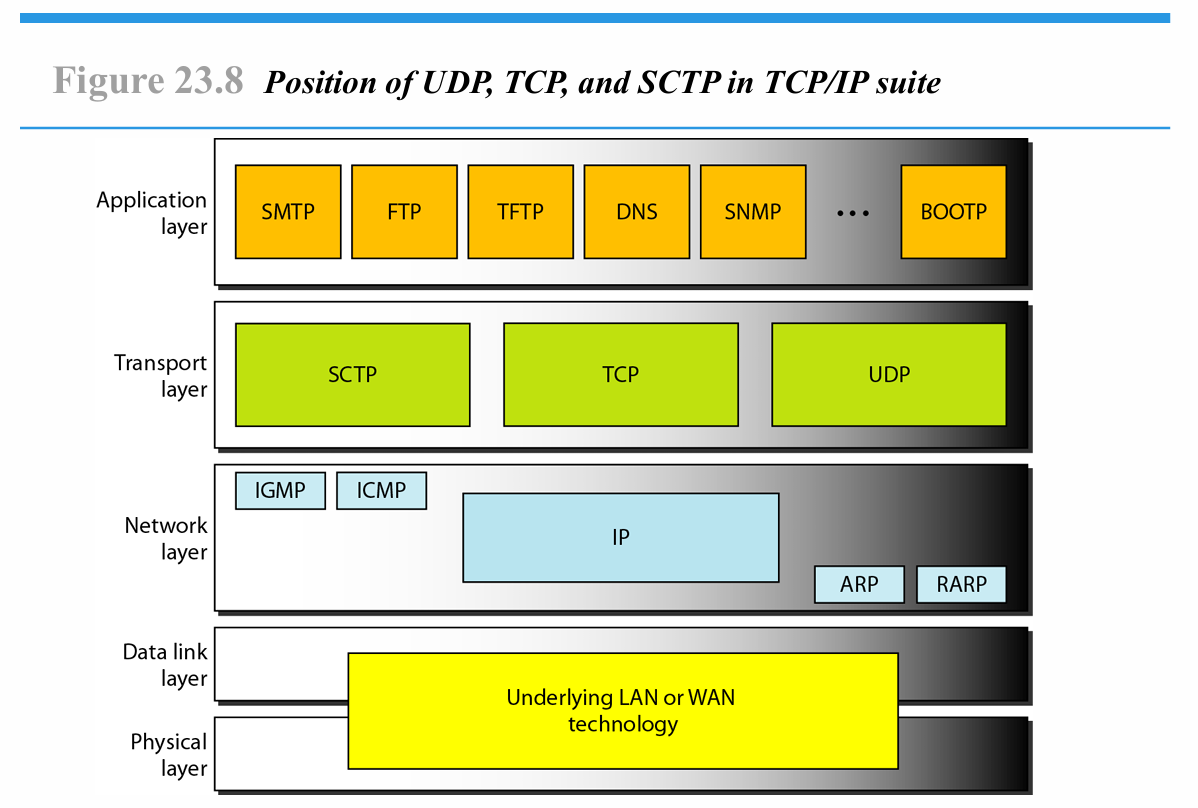 Figure 23.8 Position of UDP, TCP, and SCTP in TCP/IP suite
Application
layer
SMTP
FTP
TFTP
DNS
SNMP
...
BOOTP
Transport
layer
SCTP
TCP
UDP
Network
layer
IGMP
ICMP
IP
ARP
RARP
Data link
layer
Underlying LAN or WAN
technology
Physical
layer